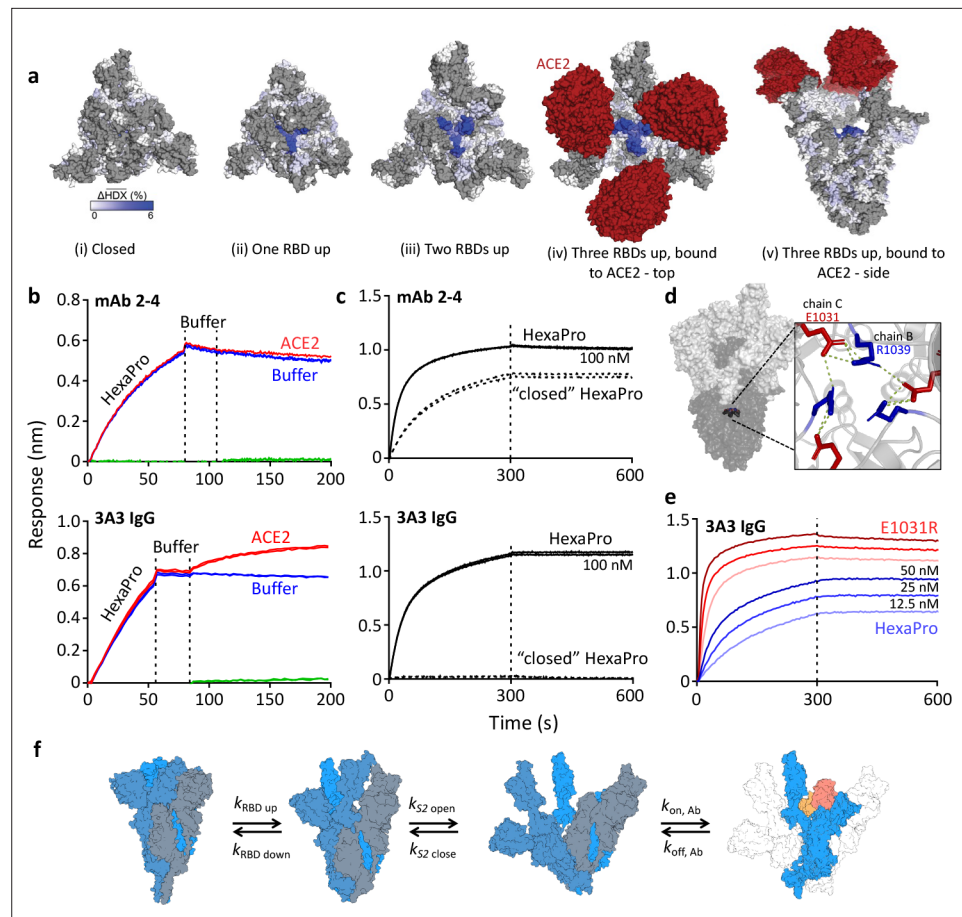 a
ACE2
ΔHDX (%)
0 6
(i) Closed
(ii) One RBD up
(iii) Two RBDs up
(iv) Three RBDs up, bound
to ACE2 - top
(v) Three RBDs up, bound to
ACE2 - side
b
mAb 2-4
Buffer
ACE2
Buffer
HexaPro
0.8
0.6
0.4
0.2
0
0 50 100 150 200
3A3 IgG
Buffer
ACE2
Buffer
HexaPro
1.0
0.8
0.6
0.4
0.2
0
0 50 100 150 200
Response (nm)
c
mAb 2-4
HexaPro
100 nM
"closed" HexaPro
1.5
1.0
0.5
0
0 300 600
3A3 IgG
HexaPro
100 nM
"closed" HexaPro
1.5
1.0
0.5
0
0 300 600
Time (s)
d
chain C
E1031
chain B
R1039
e
3A3 IgG
E1031R
50 nM
25 nM
12.5 nM
HexaPro
1.5
1.0
0.5
0
0 300 600
f
kRBD up
kRBD down
kS2 open
kS2 close
kon, Ab
koff, Ab